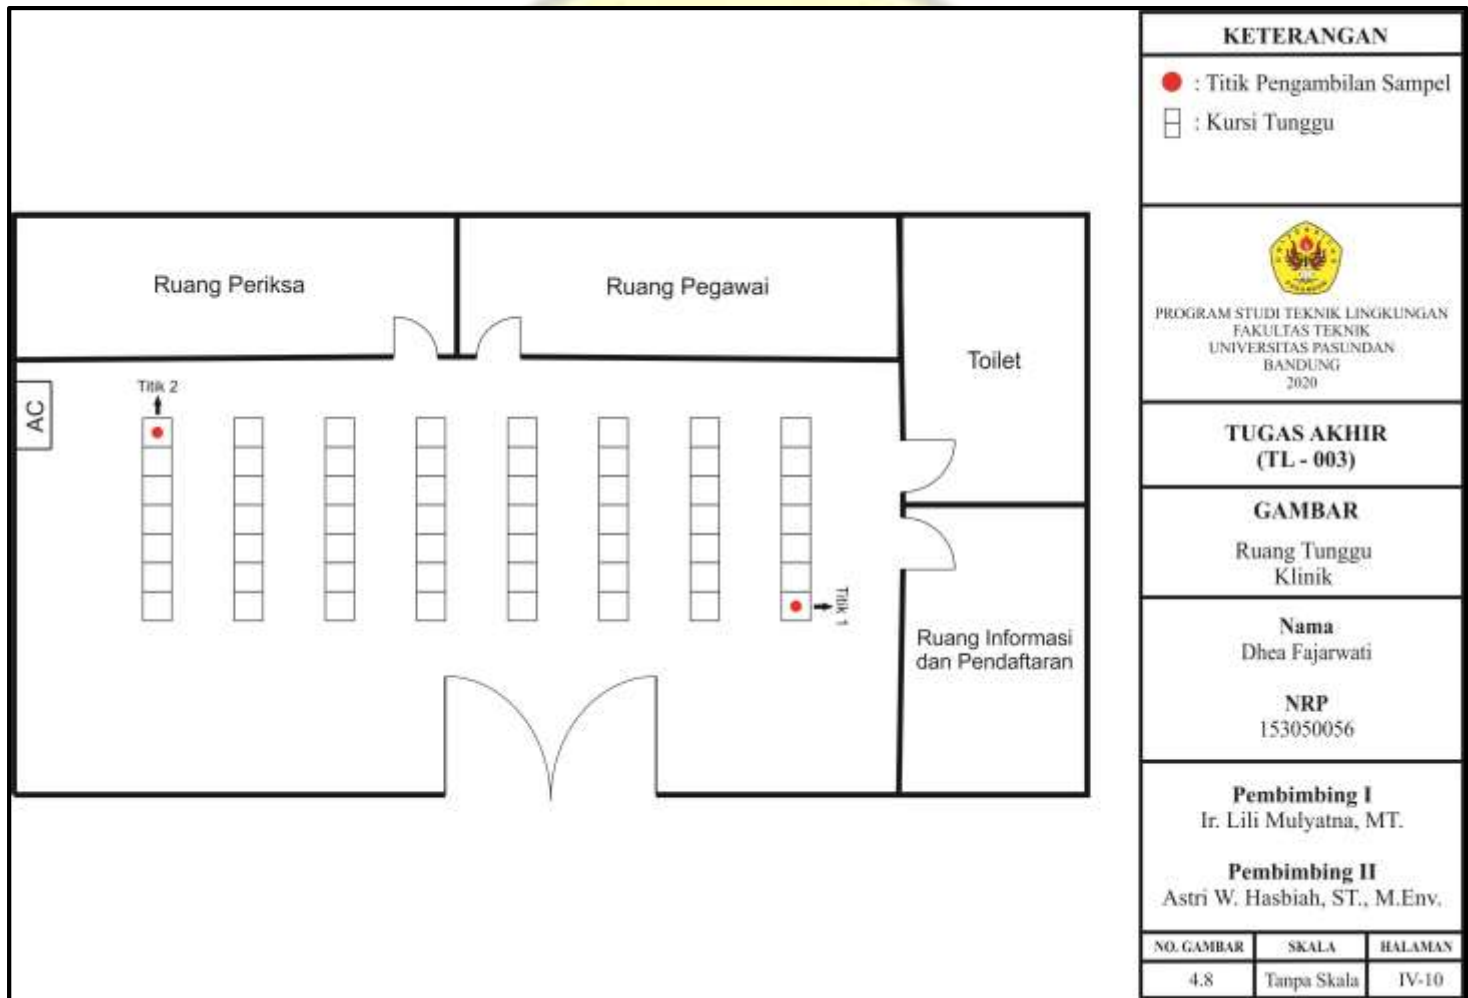 Ruang Periksa
Ruang Pegawai
Toilet
AC
Titik 2
Titik 1
Ruang Informasi
dan Pendaftaran
KETERANGAN
: Titik Pengambilan Sampel
: Kursi Tunggu
PROGRAM STUDI TEKNIK LINGKUNGAN
FAKULTAS TEKNIK
UNIVERSITAS PASUNDAN
BANDUNG
2020
TUGAS AKHIR
(TL - 003)
GAMBAR
Ruang Tunggu
Klinik
Nama
Dhea Fajarwati
NRP
153050056
Pembimbing I
Ir. Lili Mulyatna, MT.
Pembimbing II
Astri W. Hasbiah, ST., M.Env.
NO. GAMBAR SKALA HALAMAN
4.8 Tanpa Skala IV-10